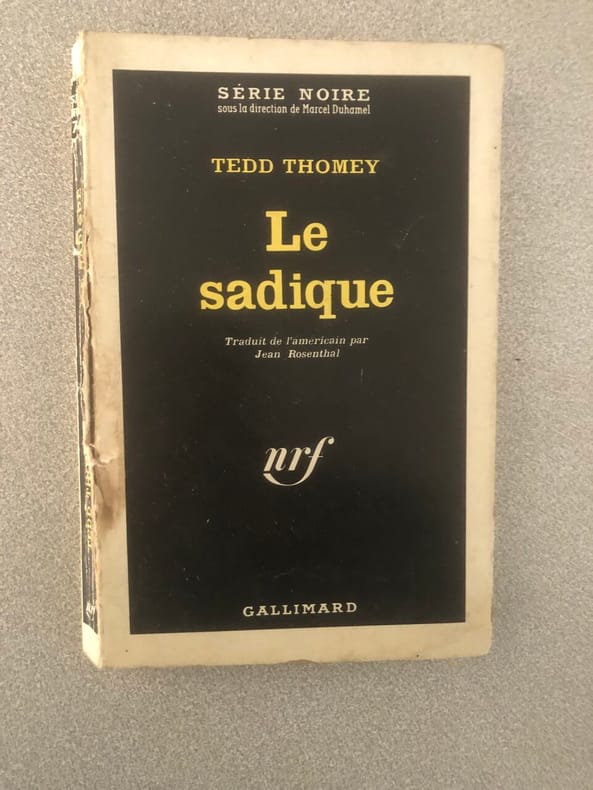 SÉRIE NOIRE
sous la direction de Marcel Duhamel
TEDD THOMEY
Le
sadique
Traduit de l'américain par
Jean Rosenthal
nrf
GALLIMARD